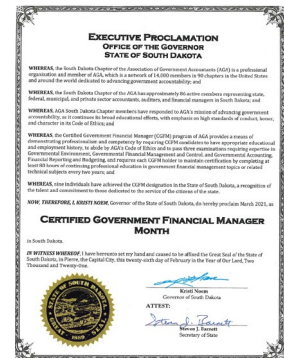 EXECUTIVE PROCLAMATION
OFFICE OF THE GOVERNOR
STATE OF SOUTH DAKOTA
WHEREAS, the South Dakota Chapter of the Association of Government Accountants (AGA) is a professional
organization and member of AGA, which is a network of 14,000 members in 90 chapters in the United States
and around the world dedicated to advancing government accountability; and
WHEREAS, the South Dakota Chapter of the AGA has approximately 86 active members representing state,
federal, municipal, and private sector accountants, auditors, and financial managers in South Dakota; and
WHEREAS, AGA South Dakota Chapter members have responded to AGA's mission of advancing government
accountability, as it continues its broad educational efforts, with emphasis on high standards of conduct, honor,
and character in its Code of Ethics; and
WHEREAS, the Certified Government Financial Manager (CGFM) program of AGA provides a means of
demonstrating professionalism and competency by requiring CGFM candidates to have appropriate educational
and employment history, to abide by AGA's Code of Ethics and to pass three examinations requiring expertise in
Governmental Environment, Governmental Financial Management and Control, and Governmental Accounting,
Financial Reporting and Budgeting, and requires each CGFM holder to maintain certification by completing at
least 80 hours of continuing professional education in government financial management topics or related
technical subjects every two years; and
WHEREAS, nine individuals have achieved the CGFM designation in the State of South Dakota, a recognition of
the talent and commitment to those dedicated to the service of the citizens of the state.
NOW, THEREFORE, I, KRISTI NOEM, Governor of the State of South Dakota, do hereby proclaim March 2021, as
CERTIFIED GOVERNMENT FINANCIAL MANAGER
MONTH
in South Dakota.
IN WITNESS WHEREOF, I have hereunto set my hand and caused to be affixed the Great Seal of the State of
South Dakota, in Pierre, the Capital City, this twenty-sixth day of February in the Year of Our Lord, Two
Thousand and Twenty-one.
Kristi Noem
Governor of South Dakota
ATTEST:
Steven J. Barnett
Steven J. Barnett
Secretary of State